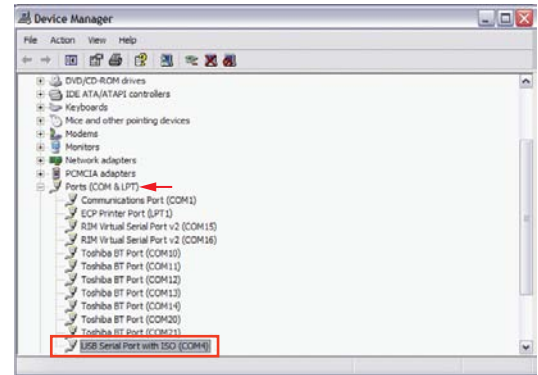 Device Manager
File Action View Help
DVD/CD-ROM drives
IDE ATA/ATAPI controllers
Keyboards
Mice and other pointing devices
Modems
Monitors
Network adapters
PCMCIA adapters
Ports (COM & LPT)
Communications Port (COM1)
ECP Printer Port (LPT1)
RIM Virtual Serial Port v2 (COM15)
RIM Virtual Serial Port v2 (COM16)
Toshiba BT Port (COM10)
Toshiba BT Port (COM11)
Toshiba BT Port (COM12)
Toshiba BT Port (COM13)
Toshiba BT Port (COM14)
Toshiba BT Port (COM20)
Toshiba BT Port (COM21)
USB Serial Port with ISO (COM4)